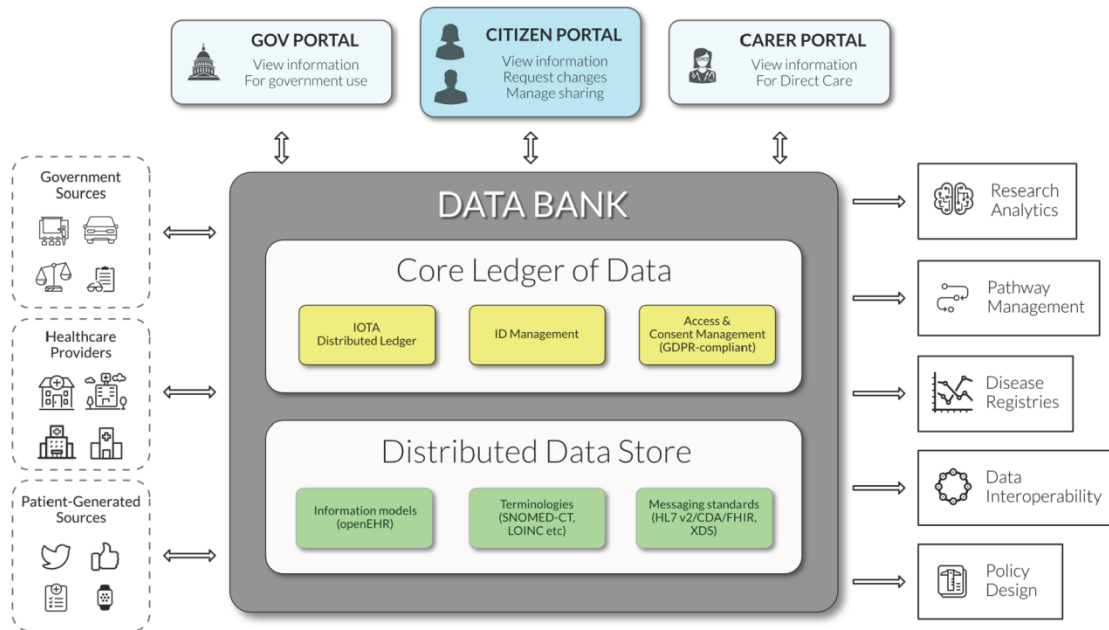 GOV PORTAL
View information
For government use
CITIZEN PORTAL
View information
Request changes
Manage sharing
CARER PORTAL
View information
For Direct Care
Government
Sources
Healthcare
Providers
Patient-Generated
Sources
DATA BANK
Core Ledger of Data
IOTA
Distributed Ledger
ID Management
Access &
Consent Management
(GDPR-compliant)
Distributed Data Store
Information models
(openEHR)
Terminologies
(SNOMED-CT,
LOINC etc)
Messaging standards
(HL7 v2/CDA/FHIR,
XDS)
Research
Analytics
Pathway
Management
Disease
Registries
Data
Interoperability
Policy
Design